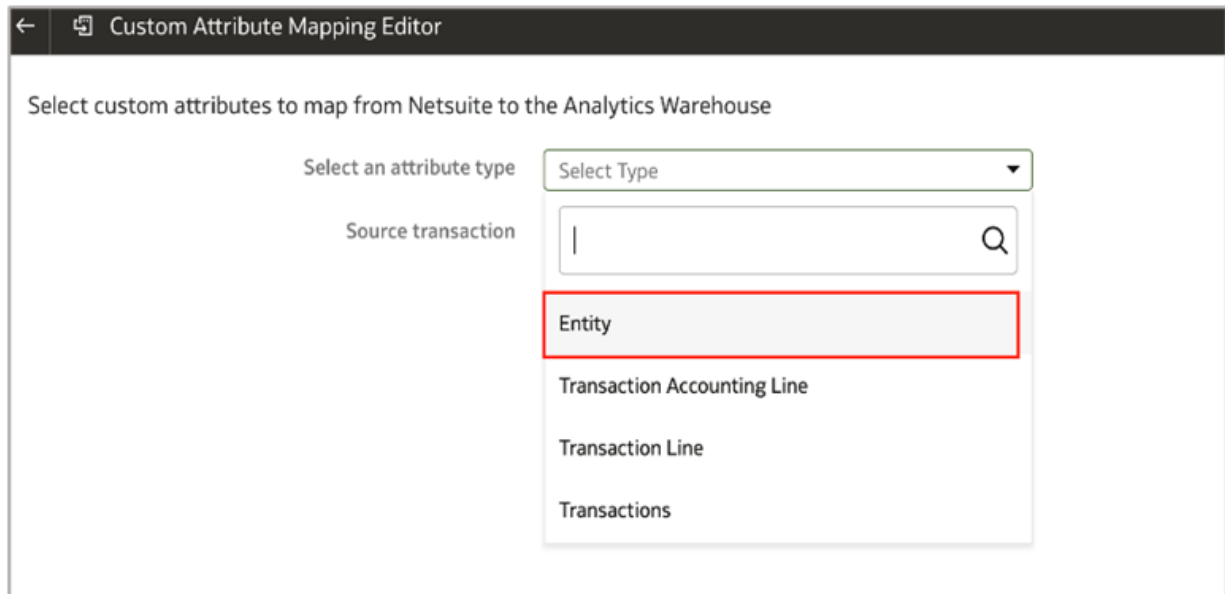 Custom Attribute Mapping Editor
Select custom attributes to map from Netsuite to the Analytics Warehouse
Select an attribute type
Select Type
Source transaction
Entity
Transaction Accounting Line
Transaction Line
Transactions